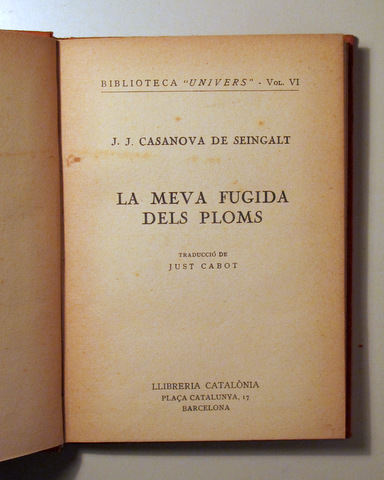 BIBLIOTECA "UNIVERS" - VOL. VI
J. J. CASANOVA DE SEINGALT
LA MEVA FUGIDA
DELS PLOMS
TRADUCCIÓ DE
JUST CABOT
LLIBRERIA CATALÒNIA
PLAÇA CATALUNYA, 17
BARCELONA